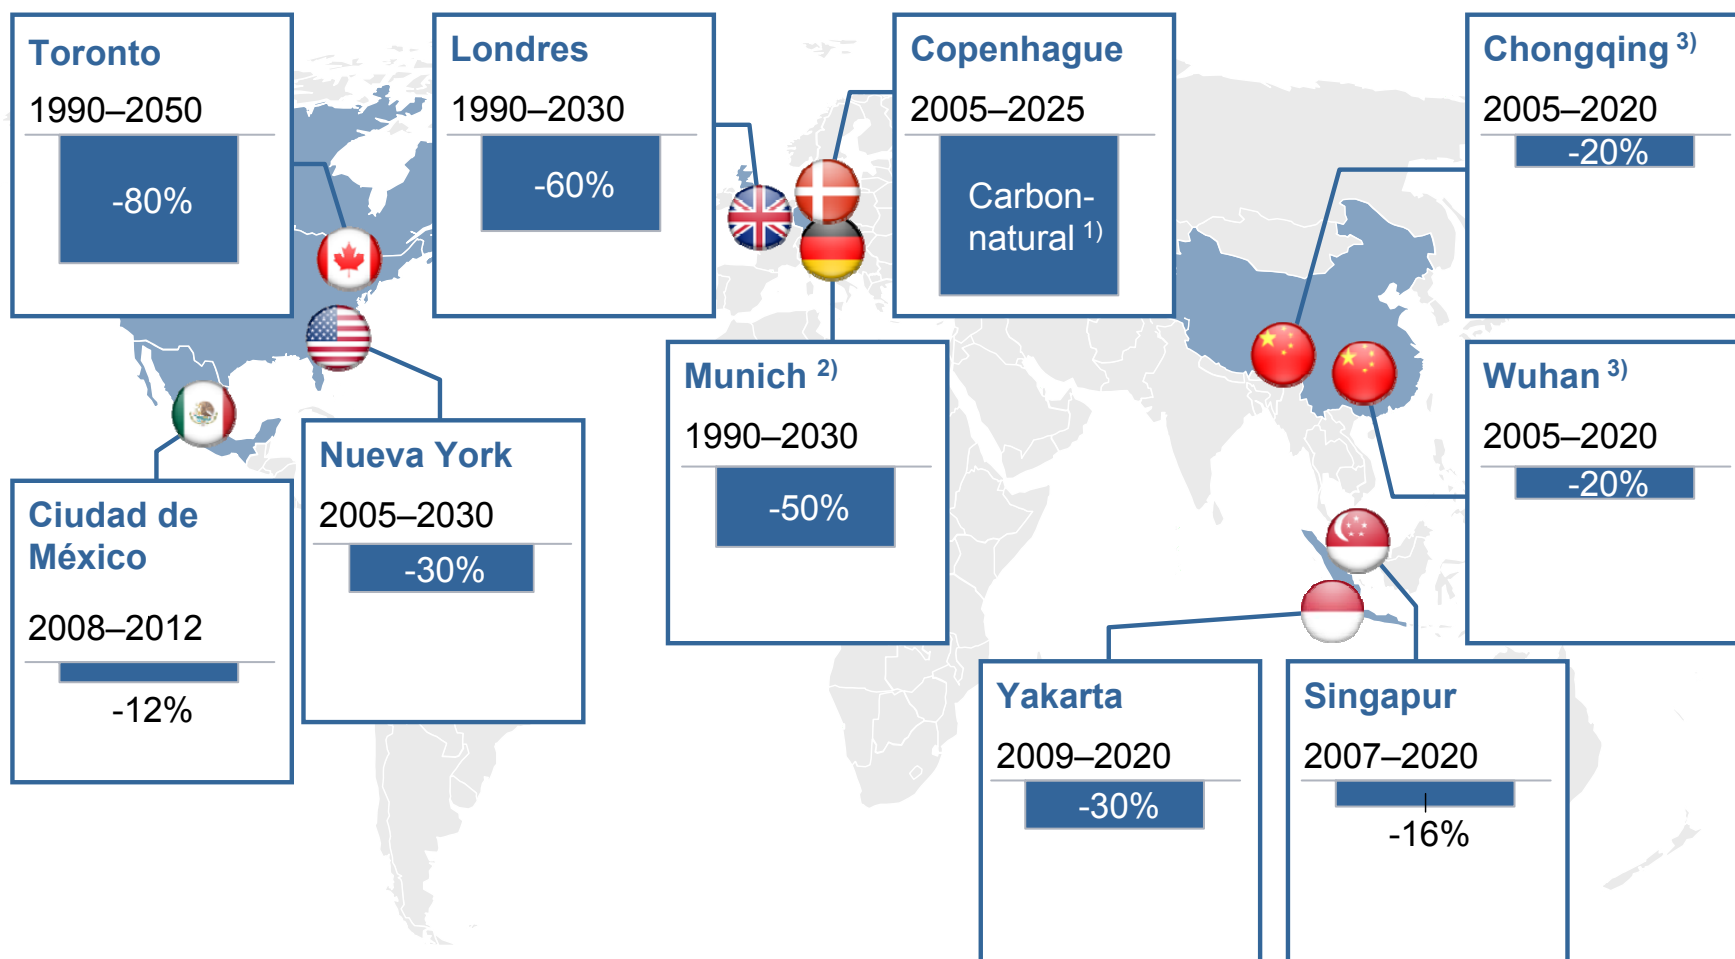 Toronto
1990–2050
-80%
Londres
1990–2030
-60%
Copenhague
2005–2025
Carbon-
natural 1)
Chongqing 3)
2005–2020
-20%
Munich 2)
1990–2030
-50%
Wuhan 3)
2005–2020
-20%
Nueva York
2005–2030
-30%
Ciudad de
México
2008–2012
-12%
Yakarta
2009–2020
-30%
Singapur
2007–2020
-16%